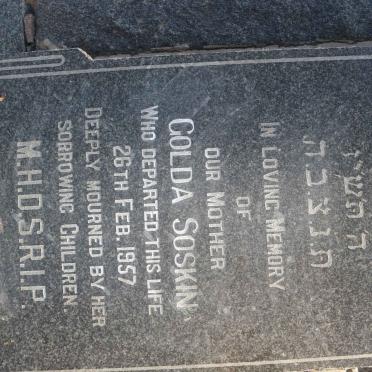 ת נ צ ב ה
IN LOVING MEMORY
OF
OUR MOTHER
GOLDA SOSKIN
WHO DEPARTED THIS LIFE
26TH FEB. 1957
DEEPLY MOURNED BY HER
SORROWING CHILDREN.
M.H.D.S.R.I.P.